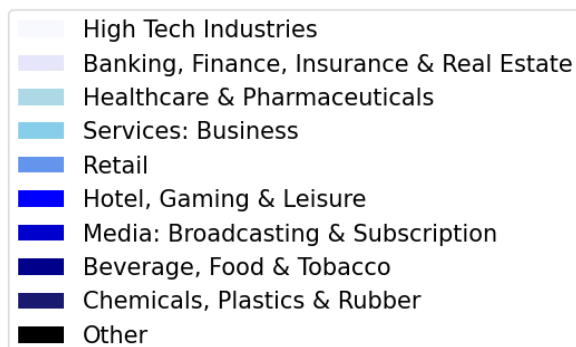 High Tech Industries
Banking, Finance, Insurance & Real Estate
Healthcare & Pharmaceuticals
Services: Business
Retail
Hotel, Gaming & Leisure
Media: Broadcasting & Subscription
Beverage, Food & Tobacco
Chemicals, Plastics & Rubber
Other